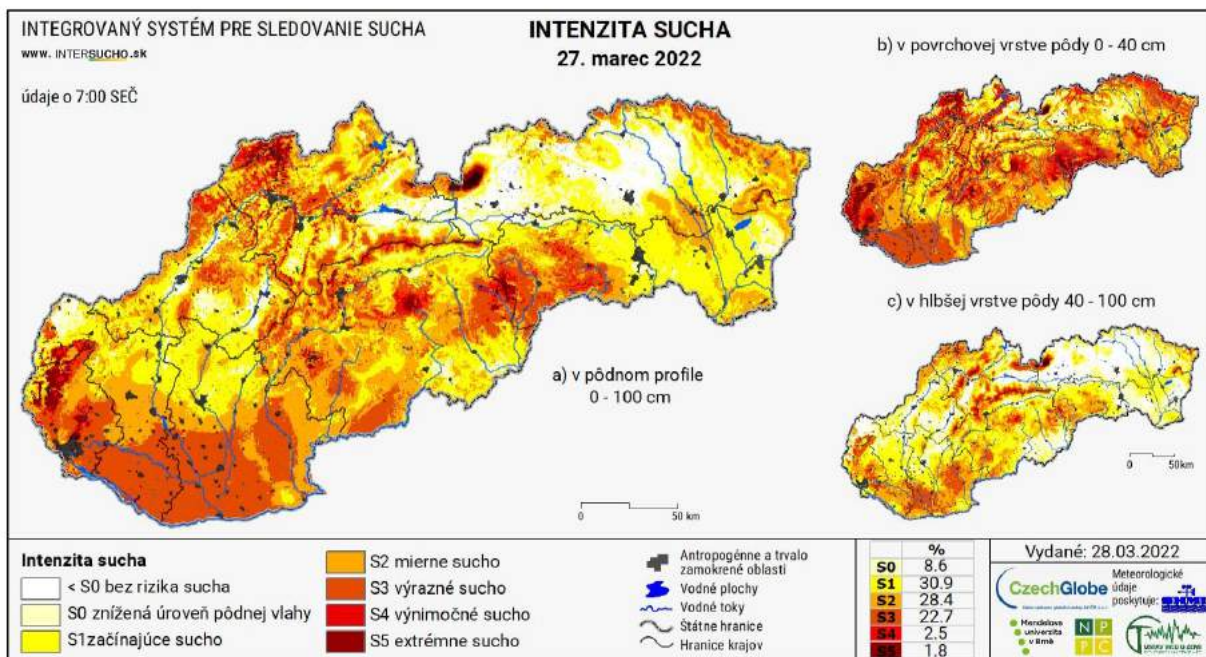 INTEGROVANÝ SYSTÉM PRE SLEDOVANIE SUCHA
www. INTERSUCHO.sk
údaje o 7:00 SEČ
INTENZITA SUCHA
27. marec 2022
b) v povrchovej vrstve pôdy 0 - 40 cm
c) v hlbšej vrstve pôdy 40 - 100 cm
a) v pôdnom profile
0 - 100 cm
0 50 km
0 50km
Intenzita sucha
< S0 bez rizika sucha
S0 znížená úroveň pôdnej vlahy
S1začínajúce sucho
S2 mierne sucho
S3 výrazné sucho
S4 výnimočné sucho
S5 extrémne sucho
Antropogénne a trvalo
zamokrené oblasti
Vodné plochy
Vodné toky
Štátne hranice
Hranice krajov
%
S0 8.6
S1 30.9
S2 28.4
S3 22.7
S4 2.5
S5 1.8
Vydané: 28.03.2022
CzechGlobe
Meteorologické
údaje
poskytuje:
SHMÚ
Mendelova
univerzita
v Brně
N P
P C